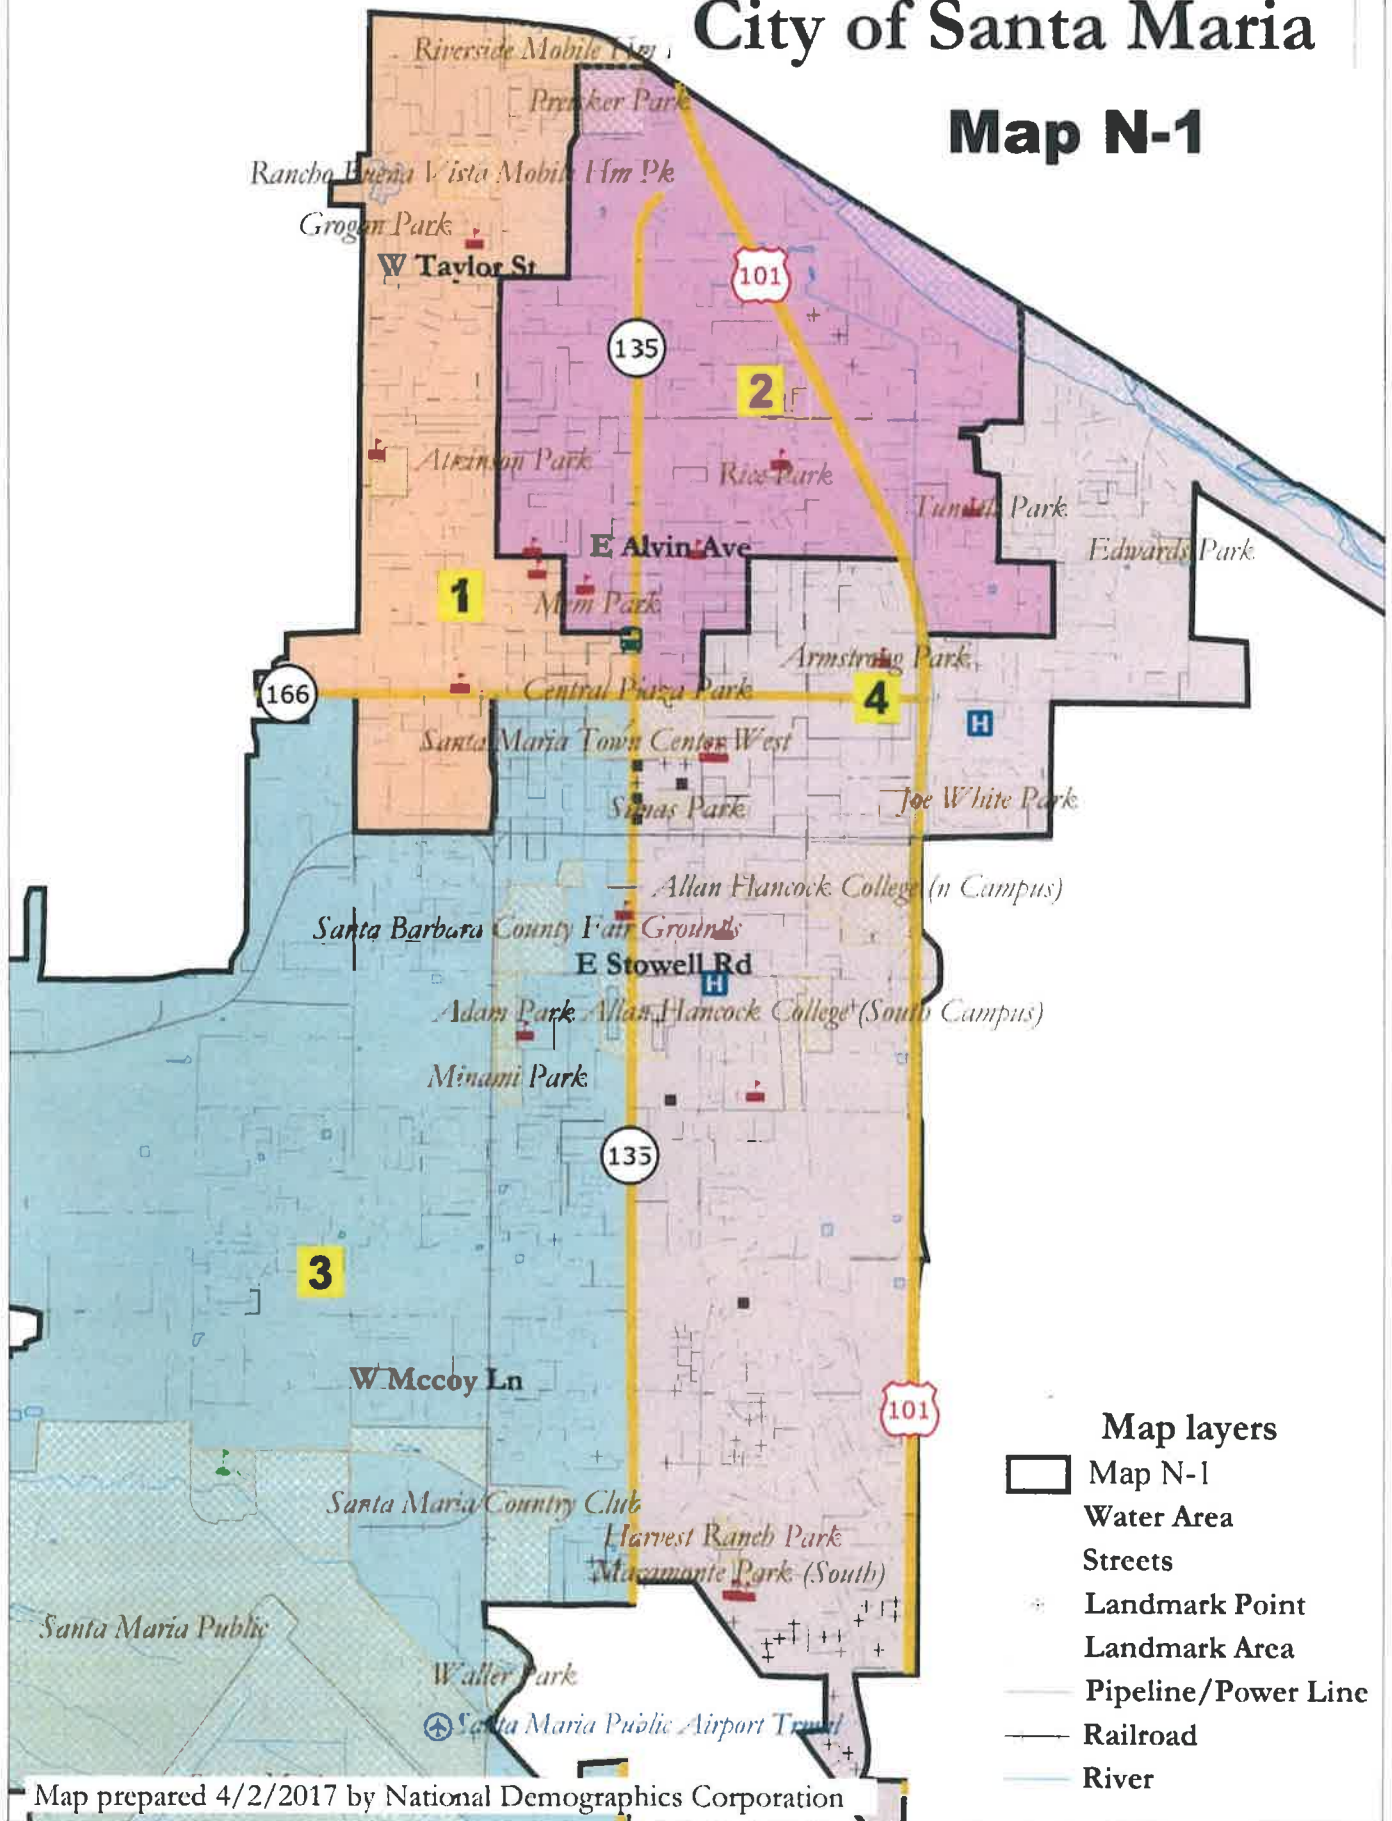 City of Santa Maria
Map N-1
Riverside Mobile Hm
Preisker Park
Rancho Buena Vista Mobile Hm Pk
Grogan Park
W Taylor St
101
135
2
Atkinson Park
Rice Park
Tunnell Park
E Alvin Ave
Edwards Park
1
Mem Park
Armstrong Park
166
Central Plaza Park
4
H
Santa Maria Town Center West
Simas Park
Joe White Park
Allan Hancock College (n Campus)
Santa Barbara County Fair Grounds
E Stowell Rd
H
Adam Park
Allan Hancock College (South Campus)
Minami Park
135
3
W Mccoy Ln
101
Map layers
Map N-1
Water Area
Streets
Landmark Point
Landmark Area
Pipeline/Power Line
Railroad
River
Santa Maria Country Club
Harvest Ranch Park
Maramonte Park (South)
Santa Maria Public
Waller Park
Santa Maria Public Airport Trmnl
Map prepared 4/2/2017 by National Demographics Corporation